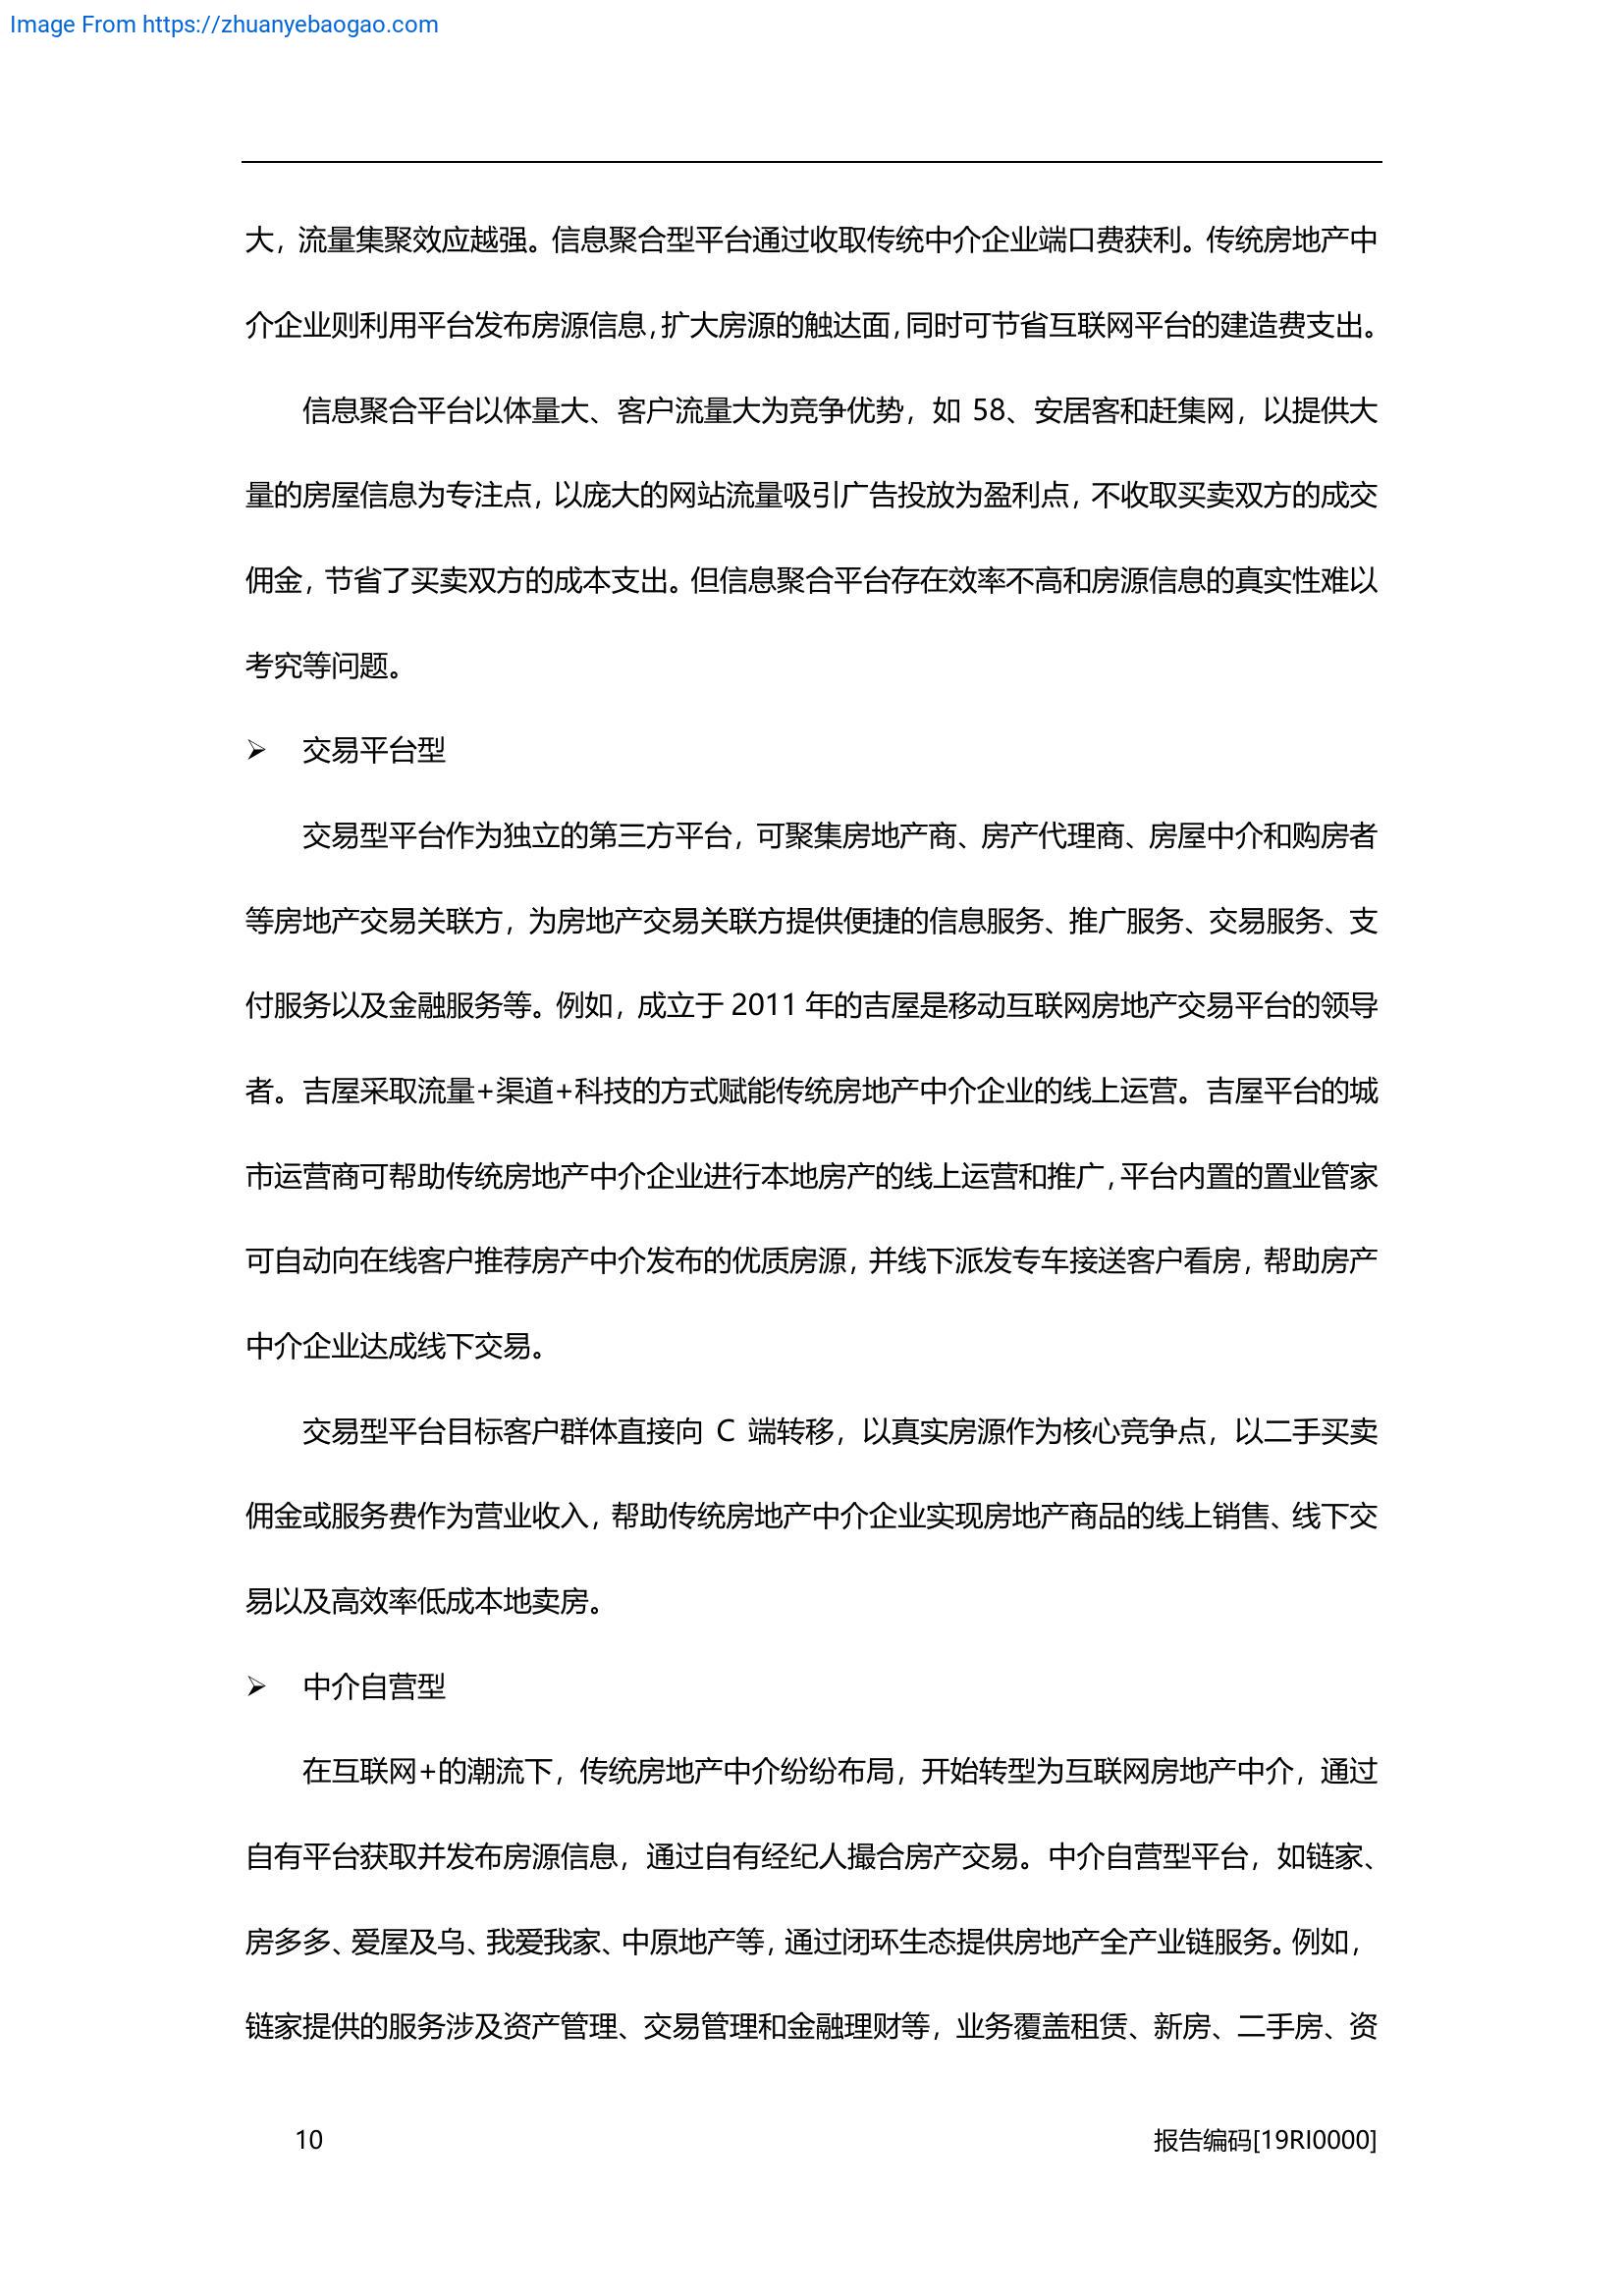 Image From https://zhuanyebaogao.com
大，流量集聚效应越强。信息聚合型平台通过收取传统中介企业端口费获利。传统房地产中
介企业则利用平台发布房源信息，扩大房源的触达面，同时可节省互联网平台的建造费支出。
信息聚合平台以体量大、客户流量大为竞争优势，如 58、安居客和赶集网，以提供大
量的房屋信息为专注点，以庞大的网站流量吸引广告投放为盈利点，不收取买卖双方的成交
佣金，节省了买卖双方的成本支出。但信息聚合平台存在效率不高和房源信息的真实性难以
考究等问题。
➢ 交易平台型
交易型平台作为独立的第三方平台，可聚集房地产商、房产代理商、房屋中介和购房者
等房地产交易关联方，为房地产交易关联方提供便捷的信息服务、推广服务、交易服务、支
付服务以及金融服务等。例如，成立于 2011 年的吉屋是移动互联网房地产交易平台的领导
者。吉屋采取流量+渠道+科技的方式赋能传统房地产中介企业的线上运营。吉屋平台的城
市运营商可帮助传统房地产中介企业进行本地房产的线上运营和推广，平台内置的置业管家
可自动向在线客户推荐房产中介发布的优质房源，并线下派发专车接送客户看房，帮助房产
中介企业达成线下交易。
交易型平台目标客户群体直接向 C 端转移，以真实房源作为核心竞争点，以二手买卖
佣金或服务费作为营业收入，帮助传统房地产中介企业实现房地产商品的线上销售、线下交
易以及高效率低成本地卖房。
➢ 中介自营型
在互联网+的潮流下，传统房地产中介纷纷布局，开始转型为互联网房地产中介，通过
自有平台获取并发布房源信息，通过自有经纪人撮合房产交易。中介自营型平台，如链家、
房多多、爱屋及乌、我爱我家、中原地产等，通过闭环生态提供房地产全产业链服务。例如，
链家提供的服务涉及资产管理、交易管理和金融理财等，业务覆盖租赁、新房、二手房、资
10 报告编码[19RI0000]